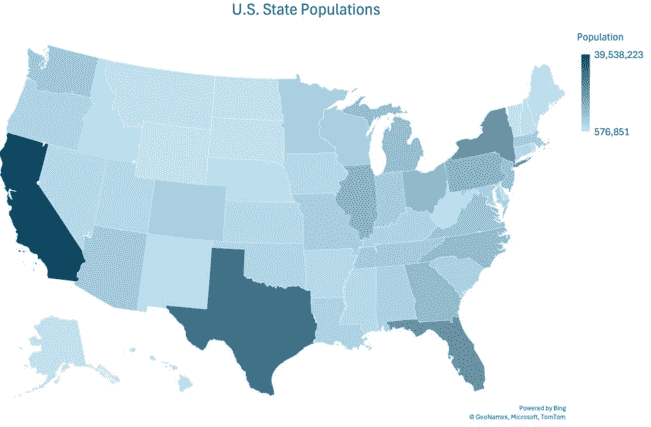 U.S. State Populations
Population
39,538,223
576,851
Powered by Bing
© GeoNames, Microsoft, TomTom